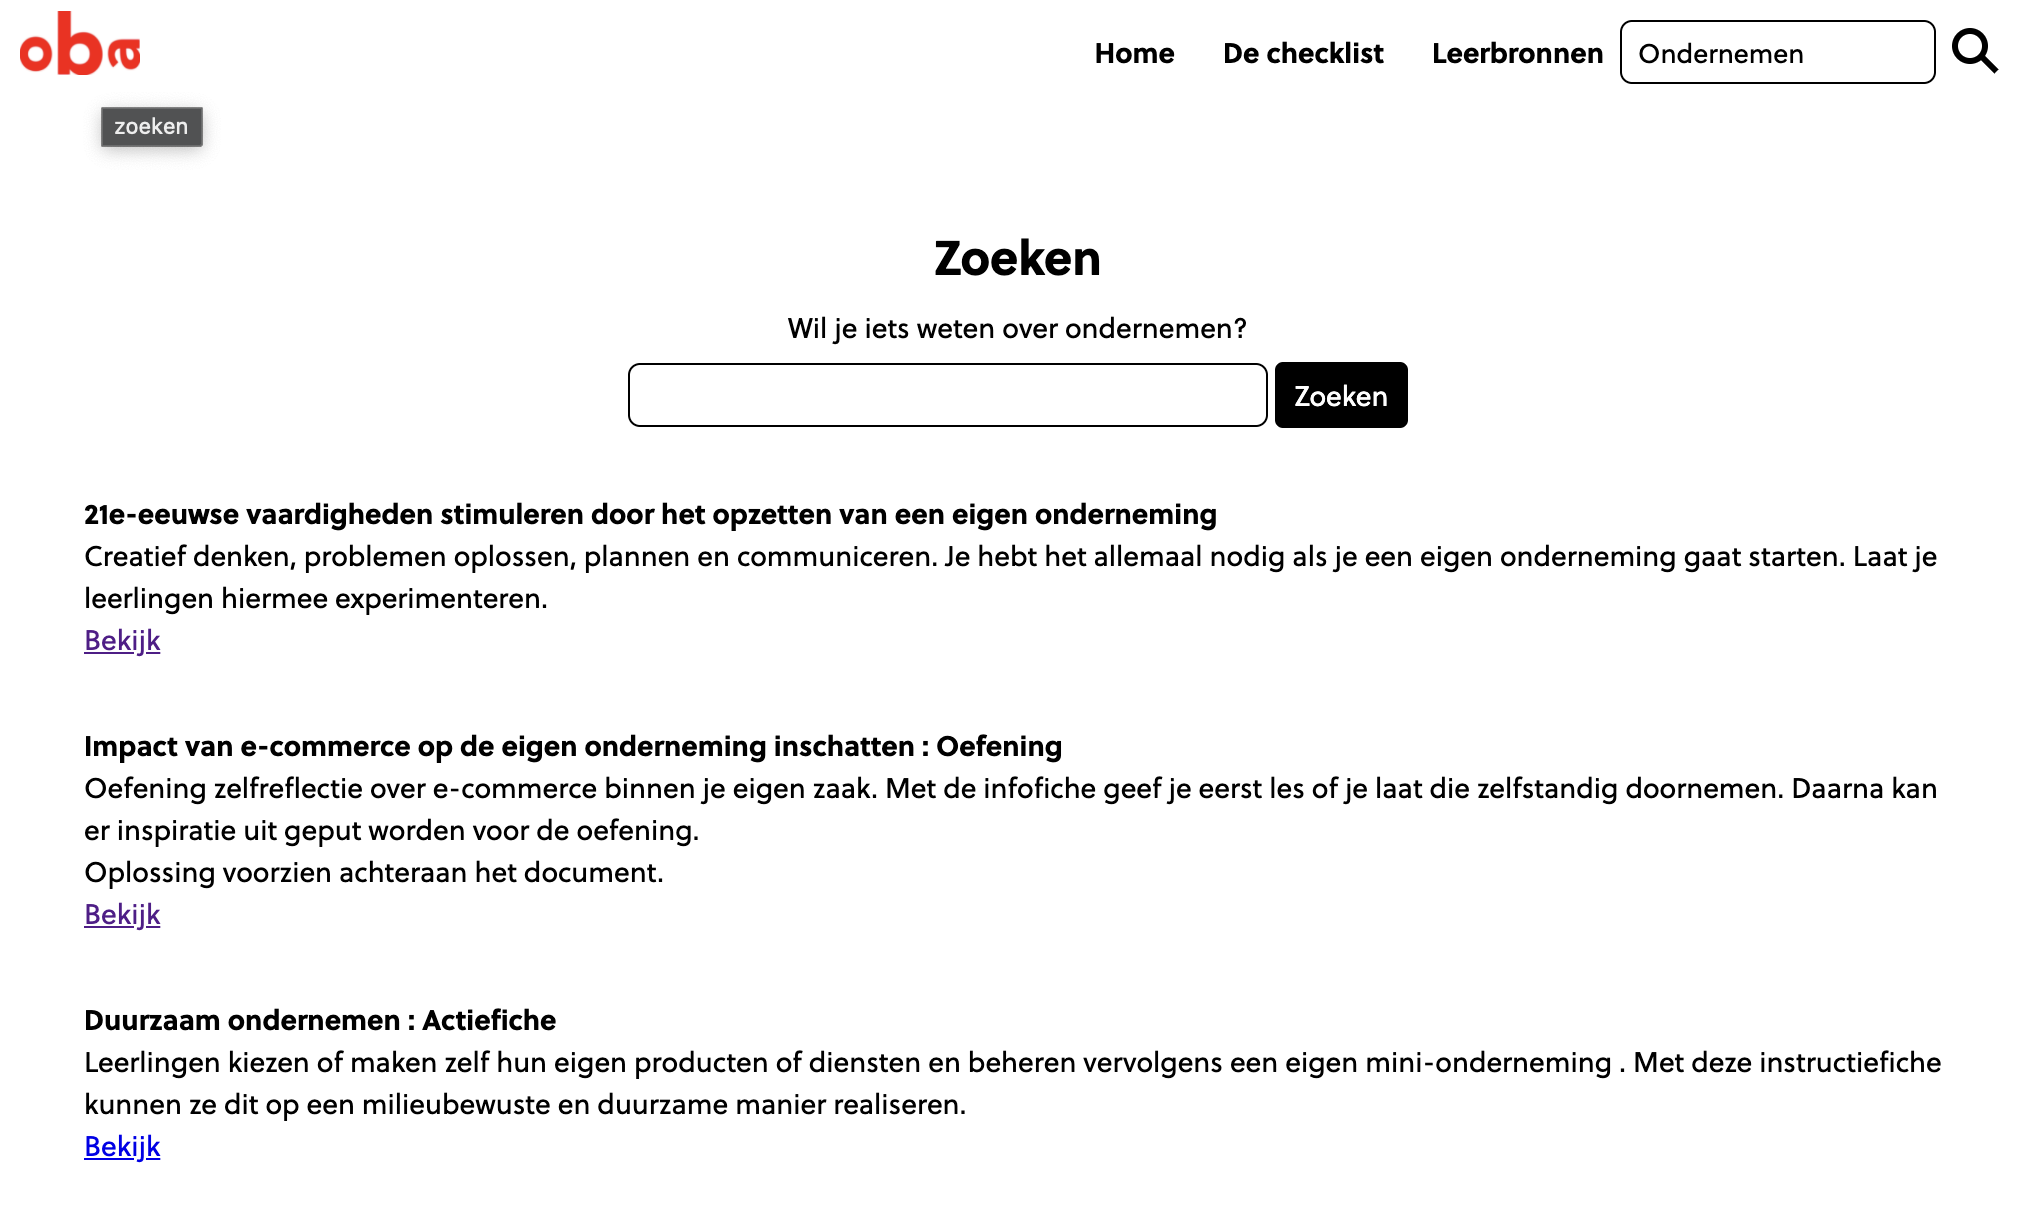 oba
Home De checklist Leerbronnen Ondernemen
zoeken
Zoeken
Wil je iets weten over ondernemen?
Zoeken
21e-eeuwse vaardigheden stimuleren door het opzetten van een eigen onderneming
Creatief denken, problemen oplossen, plannen en communiceren. Je hebt het allemaal nodig als je een eigen onderneming gaat starten. Laat je
leerlingen hiermee experimenteren.
Bekijk
Impact van e-commerce op de eigen onderneming inschatten : Oefening
Oefening zelfreflectie over e-commerce binnen je eigen zaak. Met de infofiche geef je eerst les of je laat die zelfstandig doornemen. Daarna kan
er inspiratie uit geput worden voor de oefening.
Oplossing voorzien achteraan het document.
Bekijk
Duurzaam ondernemen : Actiefiche
Leerlingen kiezen of maken zelf hun eigen producten of diensten en beheren vervolgens een eigen mini-onderneming . Met deze instructiefiche
kunnen ze dit op een milieubewuste en duurzame manier realiseren.
Bekijk